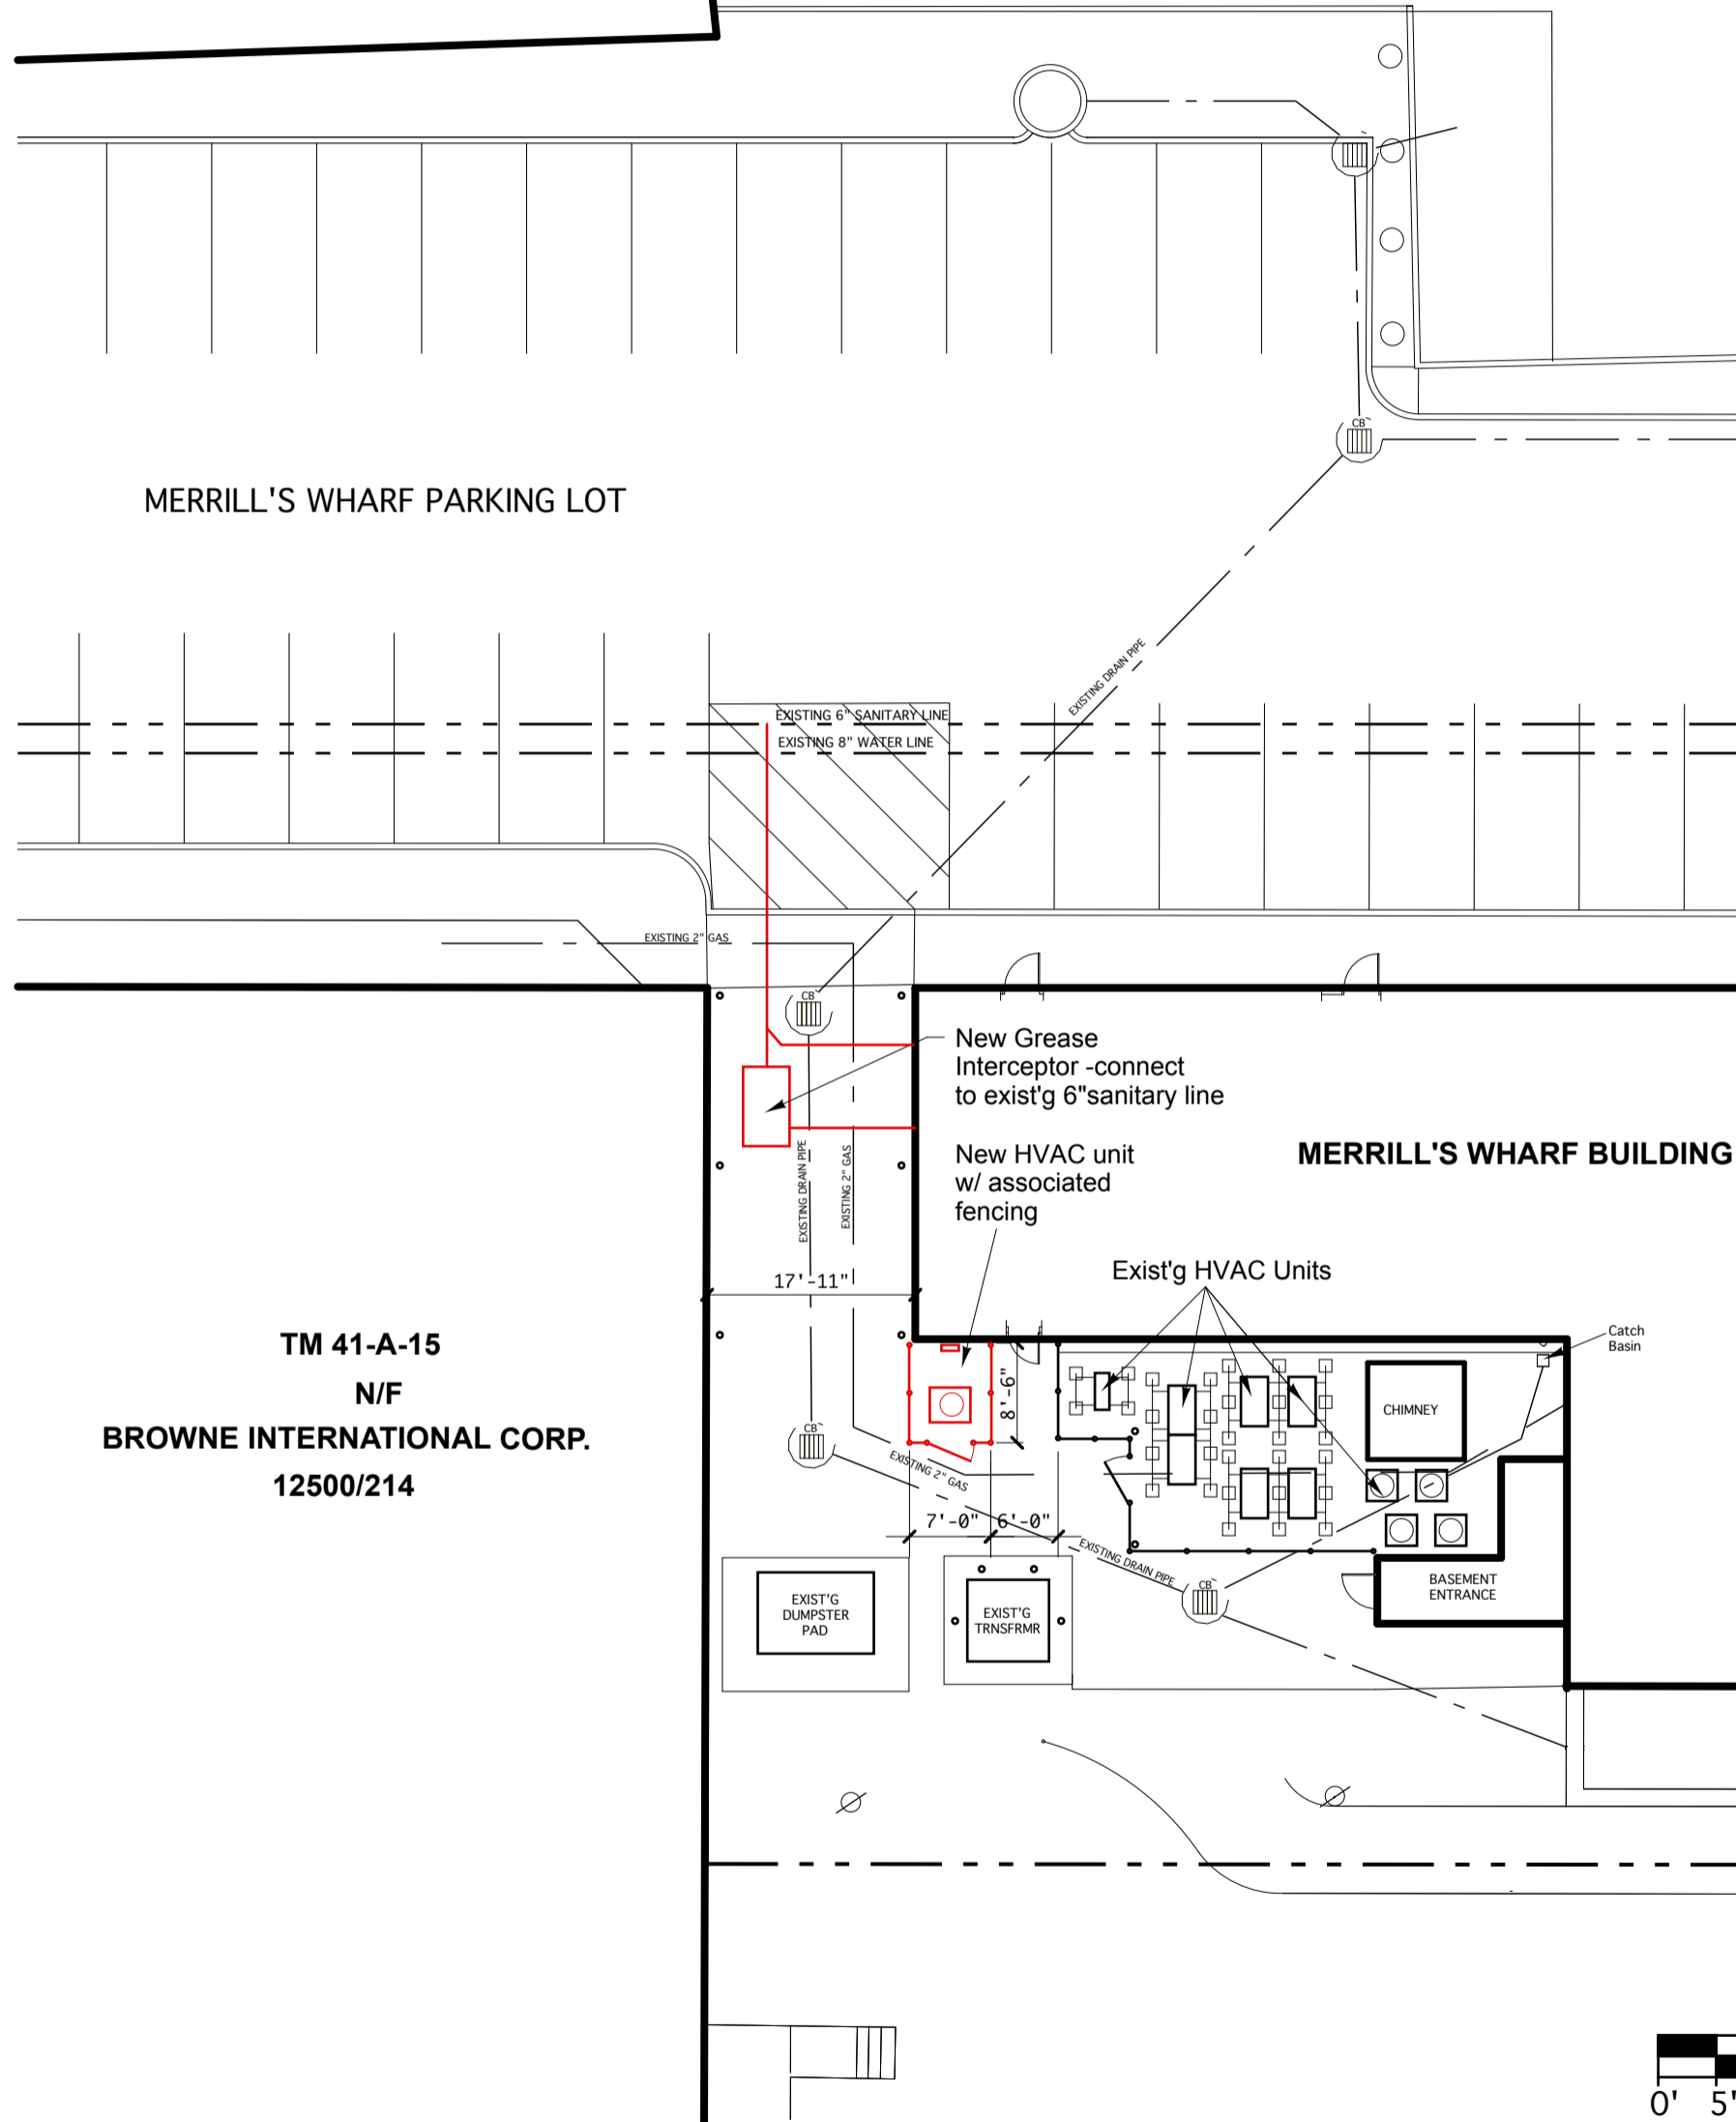 CB
MERRILL'S WHARF PARKING LOT
EXISTING DRAIN PIPE
EXISTING 6" SANITARY LINE
EXISTING 8" WATER LINE
EXISTING 2" GAS
CB
New Grease
Interceptor -connect
to exist'g 6"sanitary line
EXISTING DRAIN PIPE
EXISTING 2" GAS
New HVAC unit
w/ associated
fencing
MERRILL'S WHARF BUILDING
17'-11"
Exist'g HVAC Units
Catch
Basin
TM 41-A-15
N/F
BROWNE INTERNATIONAL CORP.
12500/214
8'-6"
CHIMNEY
CB
EXISTING 2" GAS
7'-0"
6'-0"
EXISTING DRAIN PIPE
CB
BASEMENT
ENTRANCE
EXIST'G
DUMPSTER
PAD
EXIST'G
TRNSFRMR
0'
5'